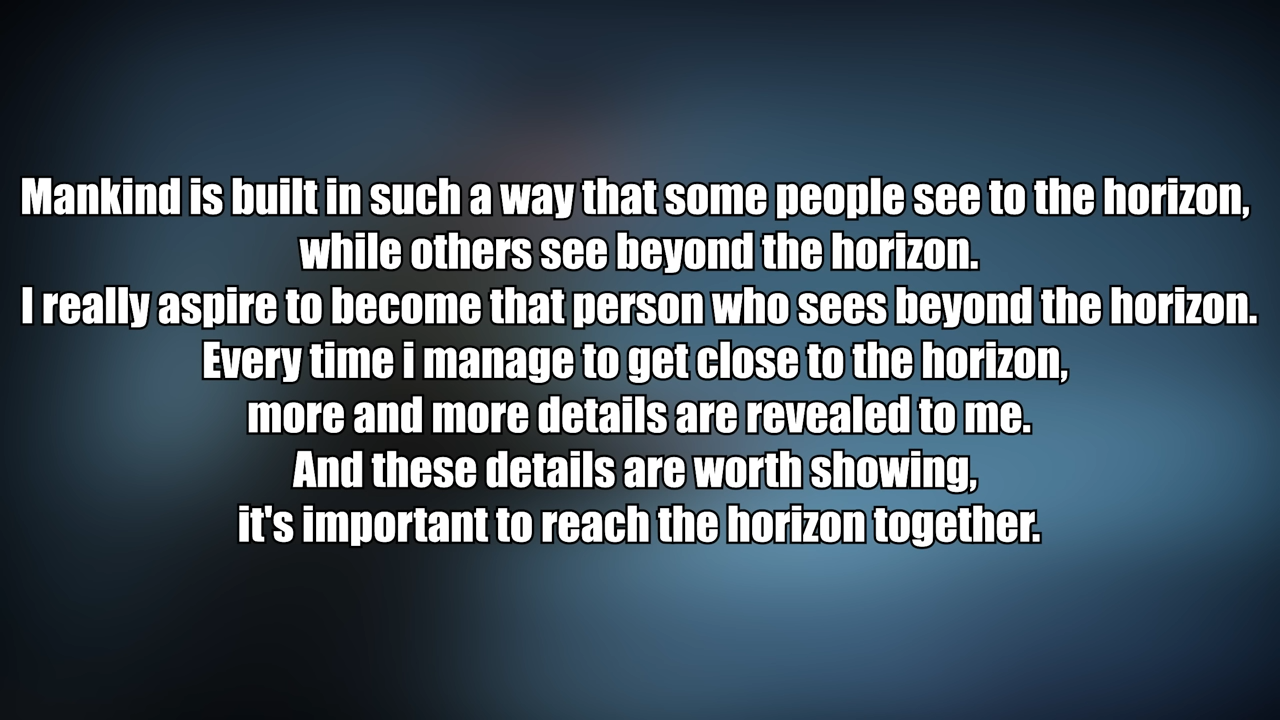 Mankind is built in such a way that some people see to the horizon,
while others see beyond the horizon.
I really aspire to become that person who sees beyond the horizon.
Every time i manage to get close to the horizon,
more and more details are revealed to me.
And these details are worth showing,
it's important to reach the horizon together.